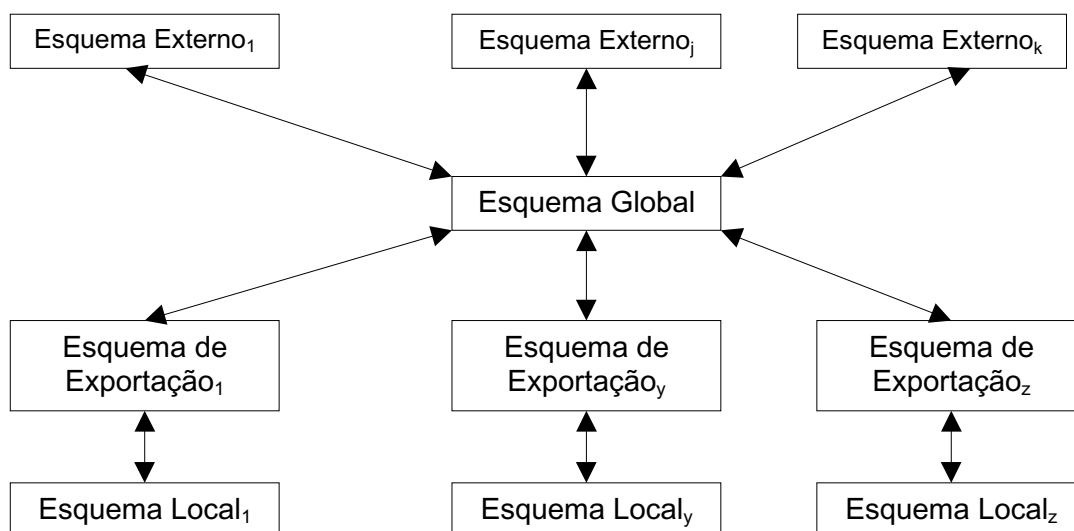 Esquema Externo₁
Esquema Externoⱼ
Esquema Externoₖ
Esquema Global
Esquema de
Exportação₁
Esquema de
Exportaçãoy
Esquema de
Exportaçãoz
Esquema Local₁
Esquema Localy
Esquema Localz